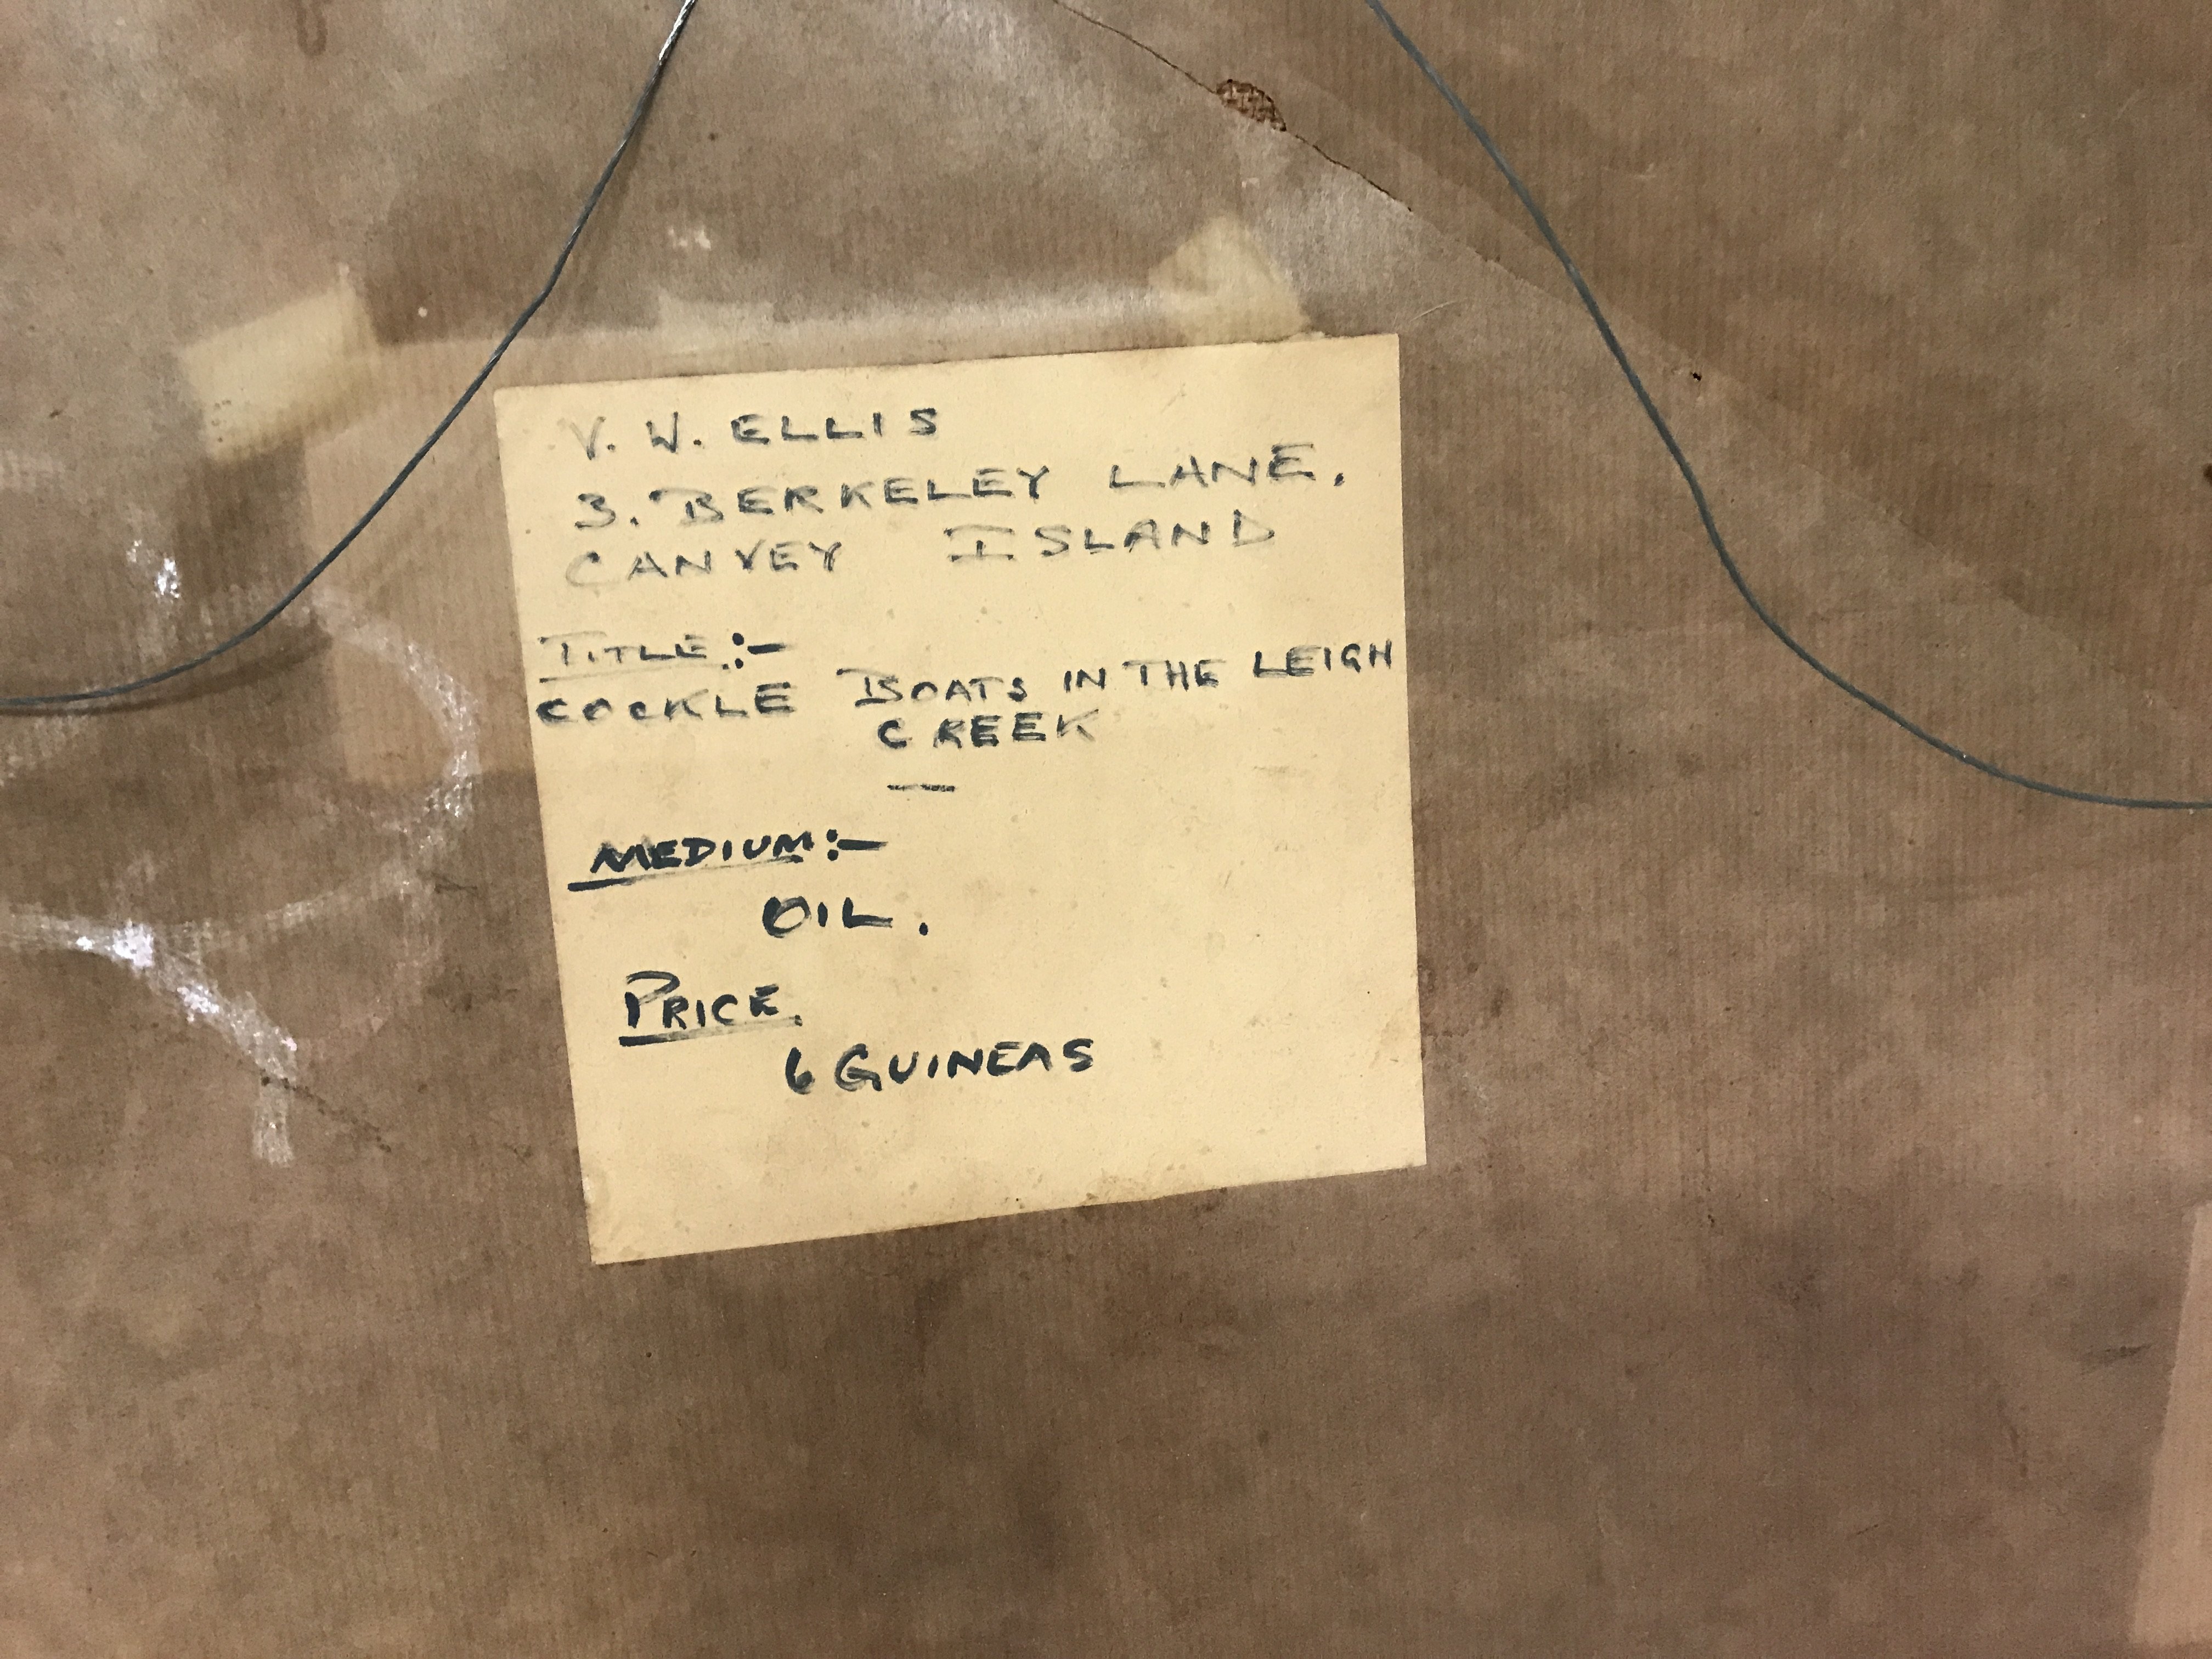 V. W. ELLIS
3. BERKELEY LANE.
CANVEY ISLAND
TITLE :-
COCKLE BOATS IN THE LEIGH
CREEK
—
MEDIUM :-
OIL.
PRICE.
6 GUINEAS